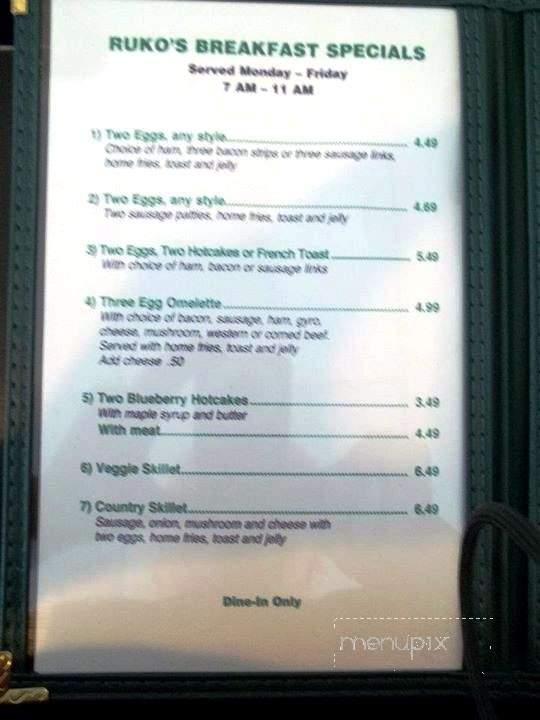 RUKO'S BREAKFAST SPECIALS
Served Monday – Friday
7 AM – 11 AM
1) Two Eggs, any style 4.49
Choice of ham, three bacon strips or three sausage links,
home fries, toast and jelly
2) Two Eggs, any style 4.69
Two sausage patties, home fries, toast and jelly
3) Two Eggs, Two Hotcakes or French Toast 5.49
With choice of ham, bacon or sausage links
4) Three Egg Omelette 4.99
With choice of bacon, sausage, ham, gyro,
cheese, mushroom, western or corned beef.
Served with home fries, toast and jelly
Add cheese .50
5) Two Blueberry Hotcakes 3.49
With maple syrup and butter
With meat 4.49
6) Veggie Skillet 6.49
7) Country Skillet 6.49
Sausage, onion, mushroom and cheese with
two eggs, home fries, toast and jelly
Dine-In Only
menupix